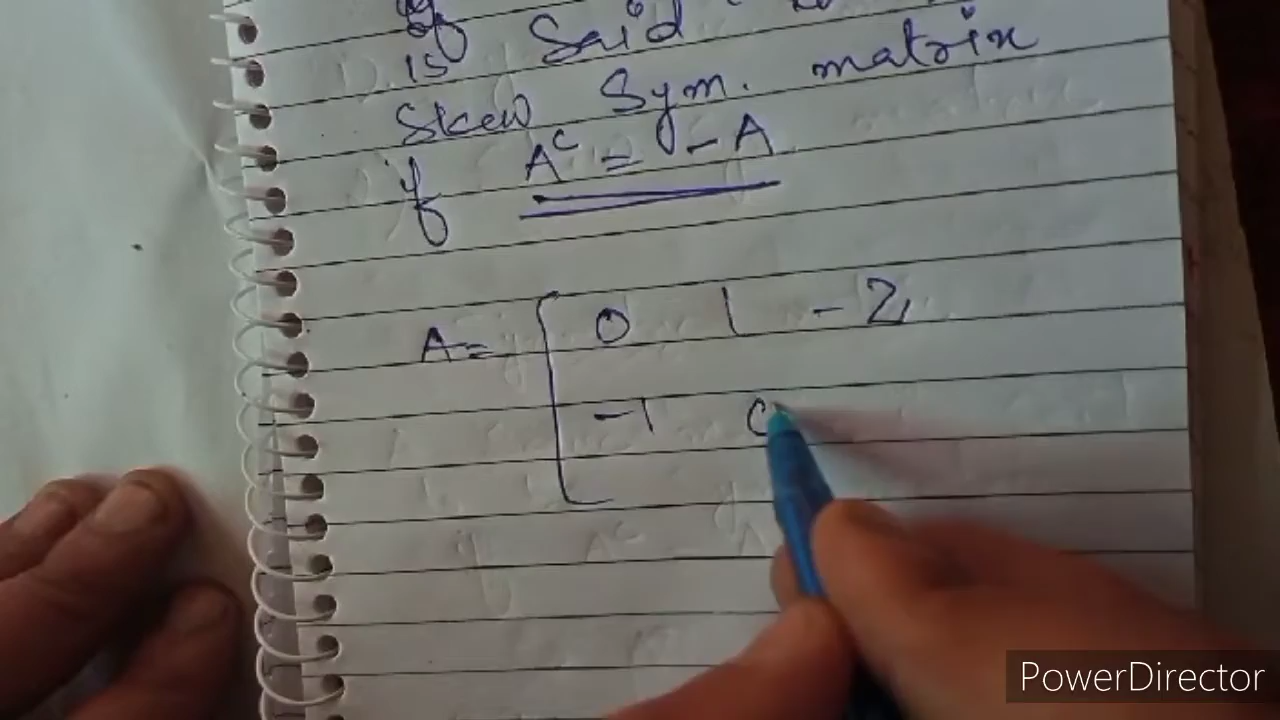 is Said
Skew Sym. matrix
if A^c = -A
A = [ 0 1 -2
-1 0
PowerDirector